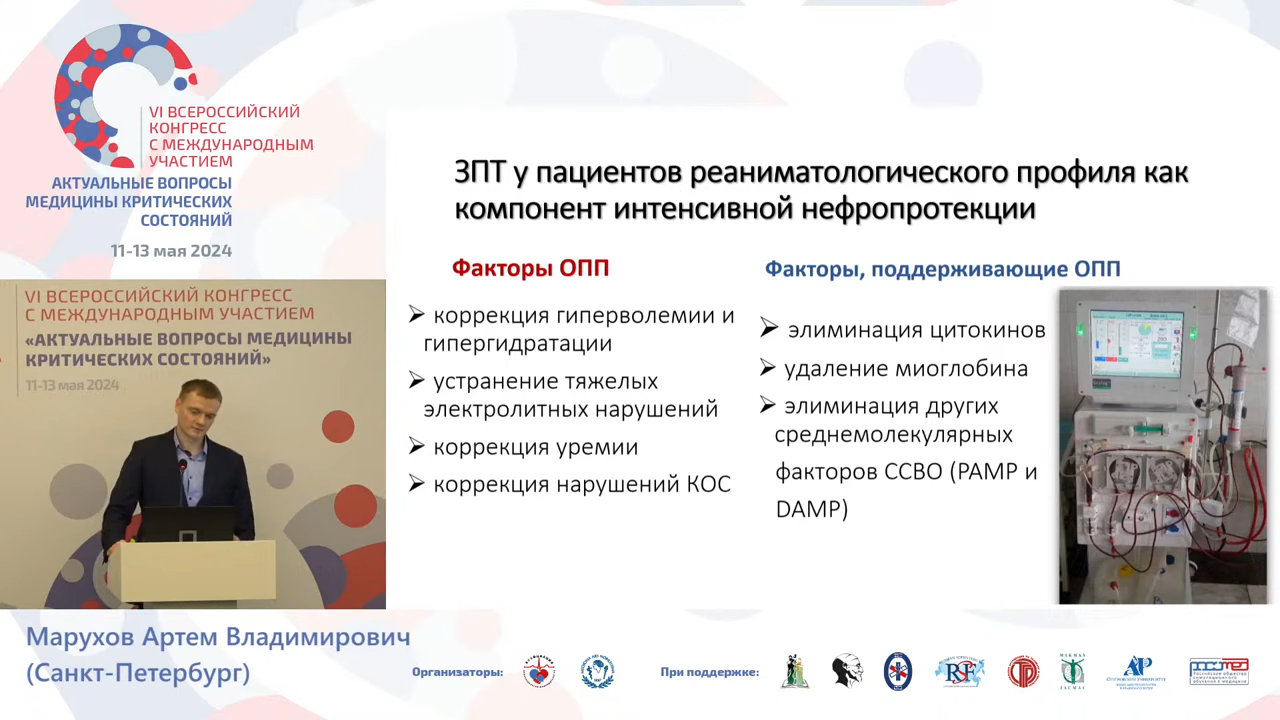 VI ВСЕРОССИЙСКИЙ
КОНГРЕСС
С МЕЖДУНАРОДНЫМ
УЧАСТИЕМ
АКТУАЛЬНЫЕ ВОПРОСЫ
МЕДИЦИНЫ КРИТИЧЕСКИХ
СОСТОЯНИЙ
11-13 мая 2024
ЗПТ у пациентов реаниматологического профиля как
компонент интенсивной нефропротекции
Факторы ОПП
➢ коррекция гиперволемии и
гипергидратации
➢ устранение тяжелых
электролитных нарушений
➢ коррекция уремии
➢ коррекция нарушений КОС
Факторы, поддерживающие ОПП
➢ элиминация цитокинов
➢ удаление миоглобина
➢ элиминация других
среднемолекулярных
факторов ССВО (PAMP и
DAMP)
VI ВСЕРОССИЙСКИЙ КОНГРЕСС
С МЕЖДУНАРОДНЫМ УЧАСТИЕМ
«АКТУАЛЬНЫЕ ВОПРОСЫ МЕДИЦИНЫ
КРИТИЧЕСКИХ СОСТОЯНИЙ»
11-13 мая 2024
Марухов Артем Владимирович
(Санкт-Петербург)
Организаторы:
При поддержке: